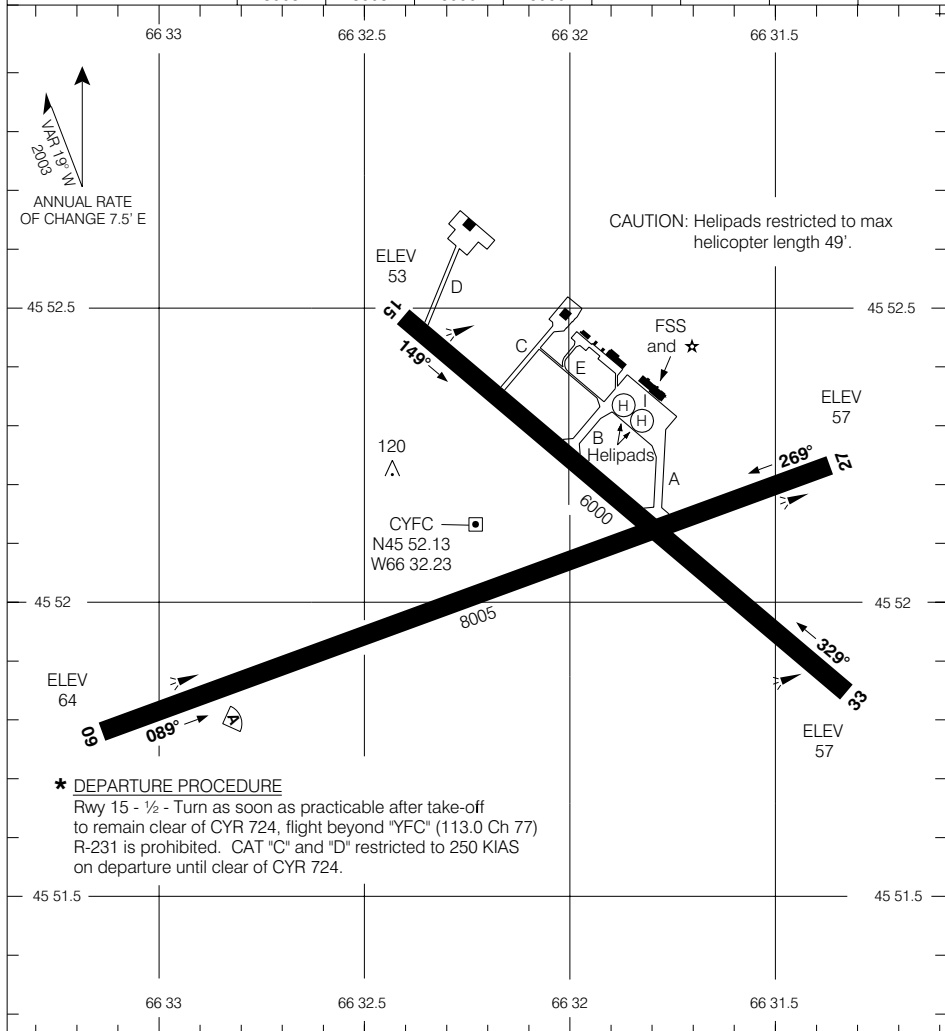 66 33
66 32.5
66 32
66 31.5
VAR 19° W
2003
ANNUAL RATE
OF CHANGE 7.5' E
CAUTION: Helipads restricted to max
helicopter length 49'.
ELEV
53
D
45 52.5
45 52.5
15
149°
C
E
FSS
and ☆
I
H
H
B
Helipads
A
ELEV
57
27
269°
120
6000
CYFC
N45 52.13
W66 32.23
45 52
45 52
8005
329°
33
ELEV
57
ELEV
64
09
089°
A
* DEPARTURE PROCEDURE
Rwy 15 - ½ - Turn as soon as practicable after take-off
to remain clear of CYR 724, flight beyond "YFC" (113.0 Ch 77)
R-231 is prohibited. CAT "C" and "D" restricted to 250 KIAS
on departure until clear of CYR 724.
45 51.5
45 51.5
66 33
66 32.5
66 32
66 31.5